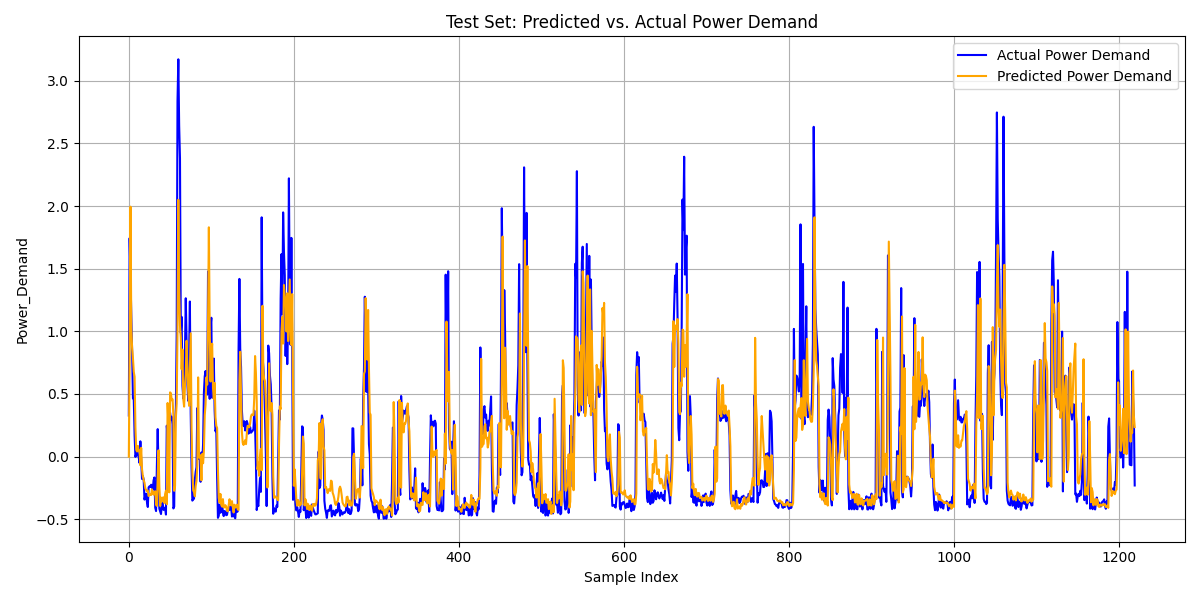 Test Set: Predicted vs. Actual Power Demand
Actual Power Demand
Predicted Power Demand
Power_Demand
3.0
2.5
2.0
1.5
1.0
0.5
0.0
−0.5
0 200 400 600 800 1000 1200
Sample Index